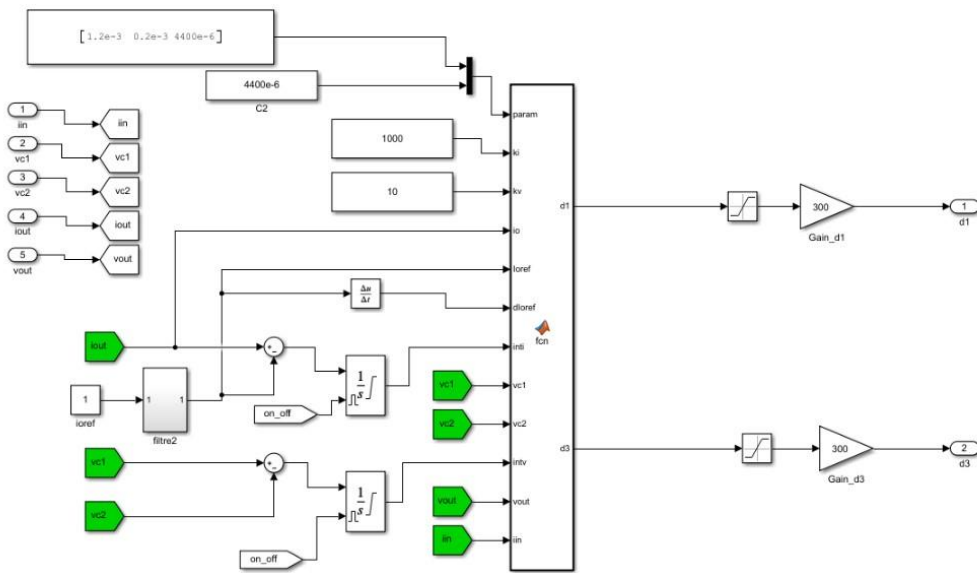 [1.2e-3 0.2e-3 4400e-6]
4400e-6
C2
1
iin
iin
2
vc1
vc1
3
vc2
vc2
4
iout
iout
5
vout
vout
1000
10
param
ki
kv
io
Ioref
dIoref
inti
vc1
vc2
intv
vout
iin
fcn
d1
d3
300
Gain_d1
1
d1
300
Gain_d3
2
d3
Δu
Δt
iout
+
-
1
s
on_off
1
ioref
1 1
filtre2
vc1
vc2
vc1
+
-
1
s
vc2
on_off
vout
iin